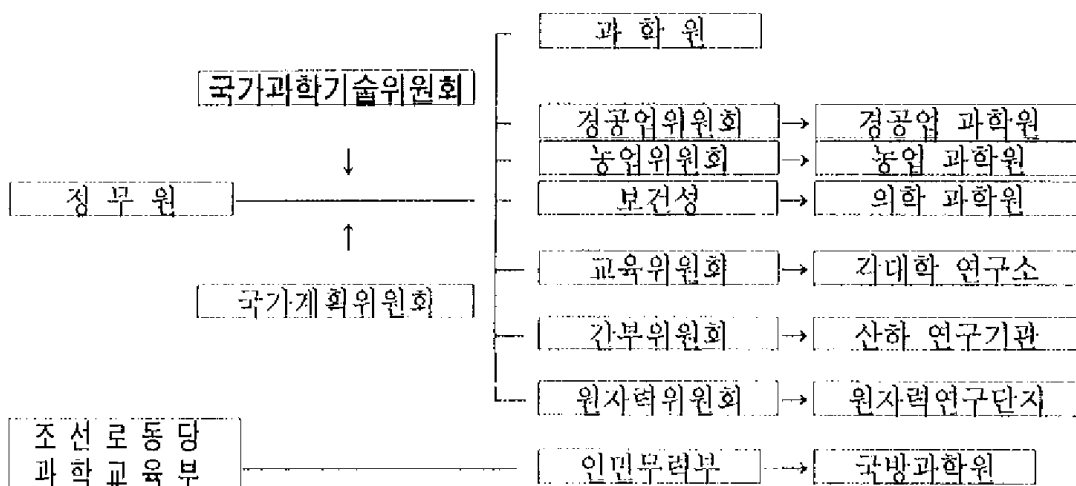 과 학 원
국가과학기술위원회
경공업위원회 → 경공업 과학원
↓
농업위원회 → 농업 과학원
정 무 원
보건성 → 의학 과학원
↑
교육위원회 → 각대학 연구소
국가계획위원회
간부위원회 → 산하 연구기관
원자력위원회 → 원자력연구단지
조 선 로 동 당
과 학 교 육 부
인민무력부 → 국방과학원